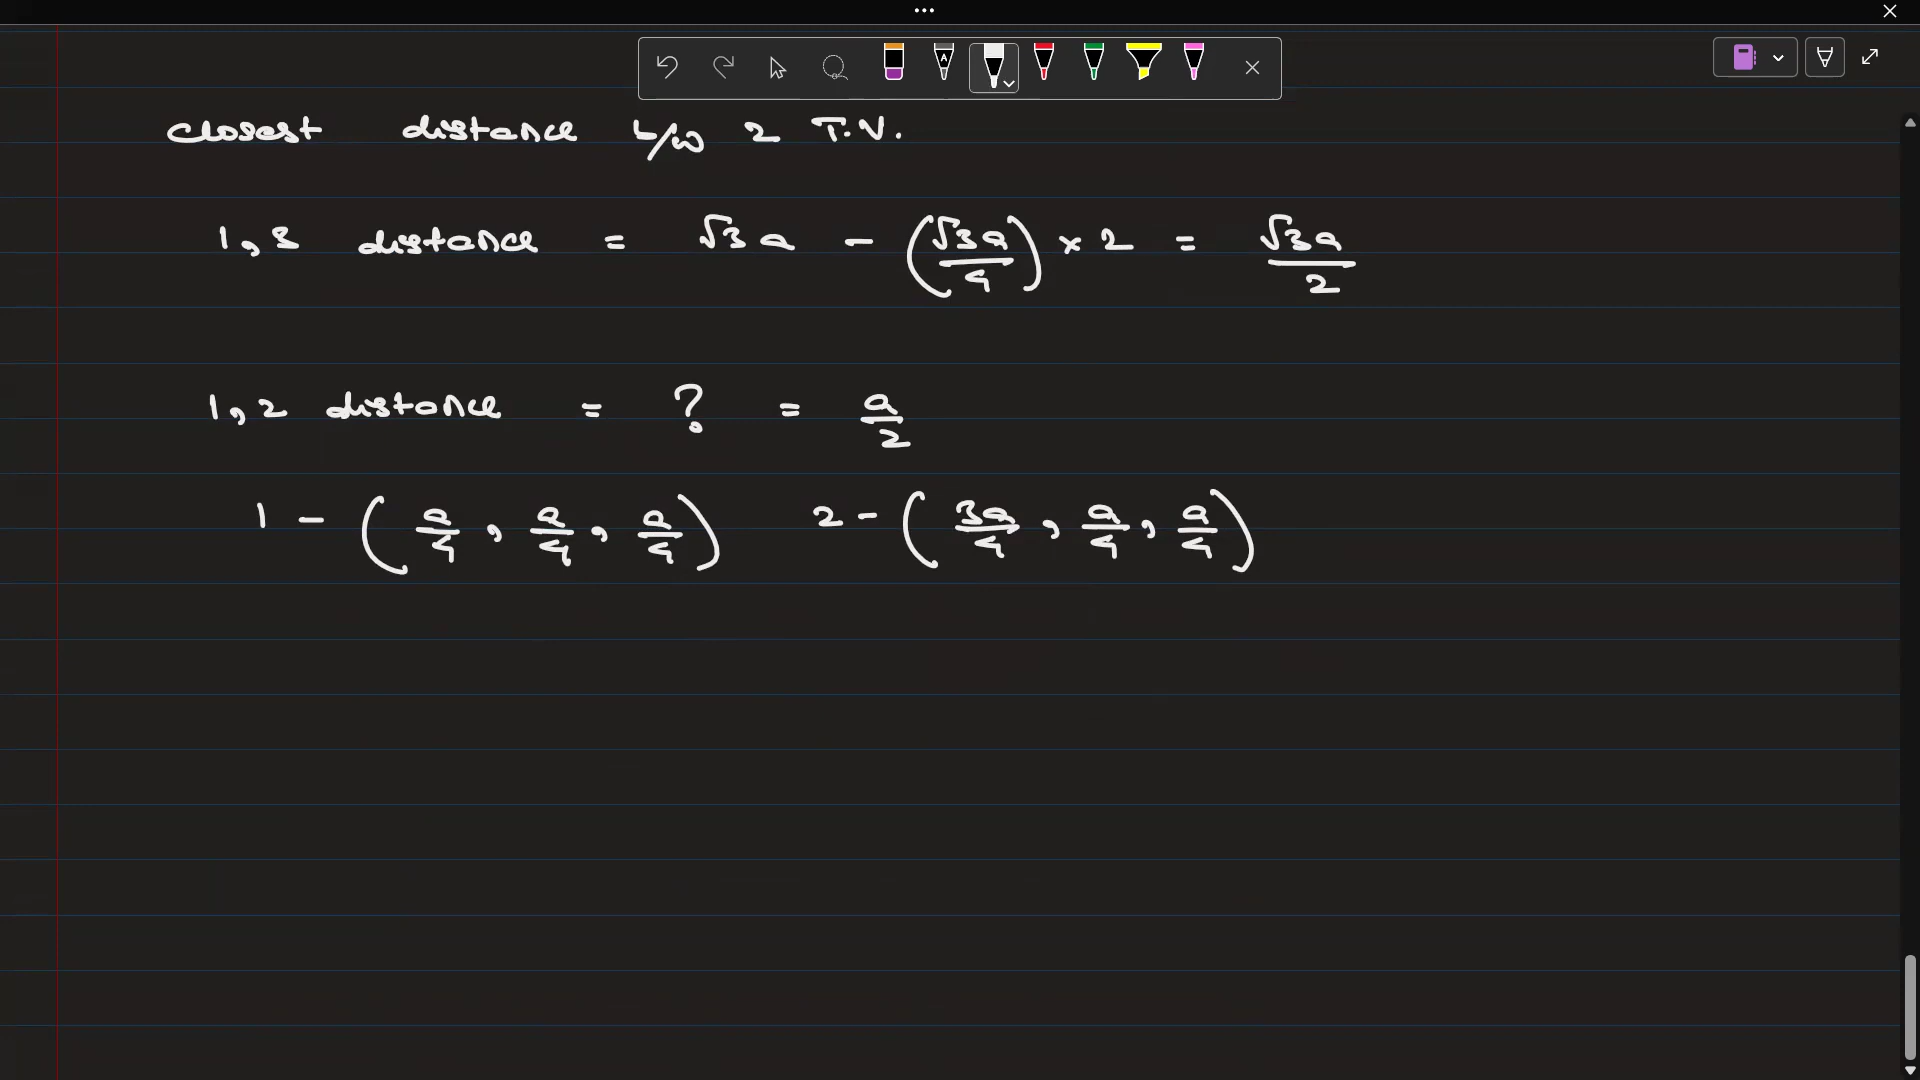 closest distance b/w 2 T.V.
1,8 distance = √3 a - (√3a/4) × 2 = √3a/2
1,2 distance = ? = a/2
1 - (a/4, a/4, a/4) 2 - (3a/4, a/4, a/4)